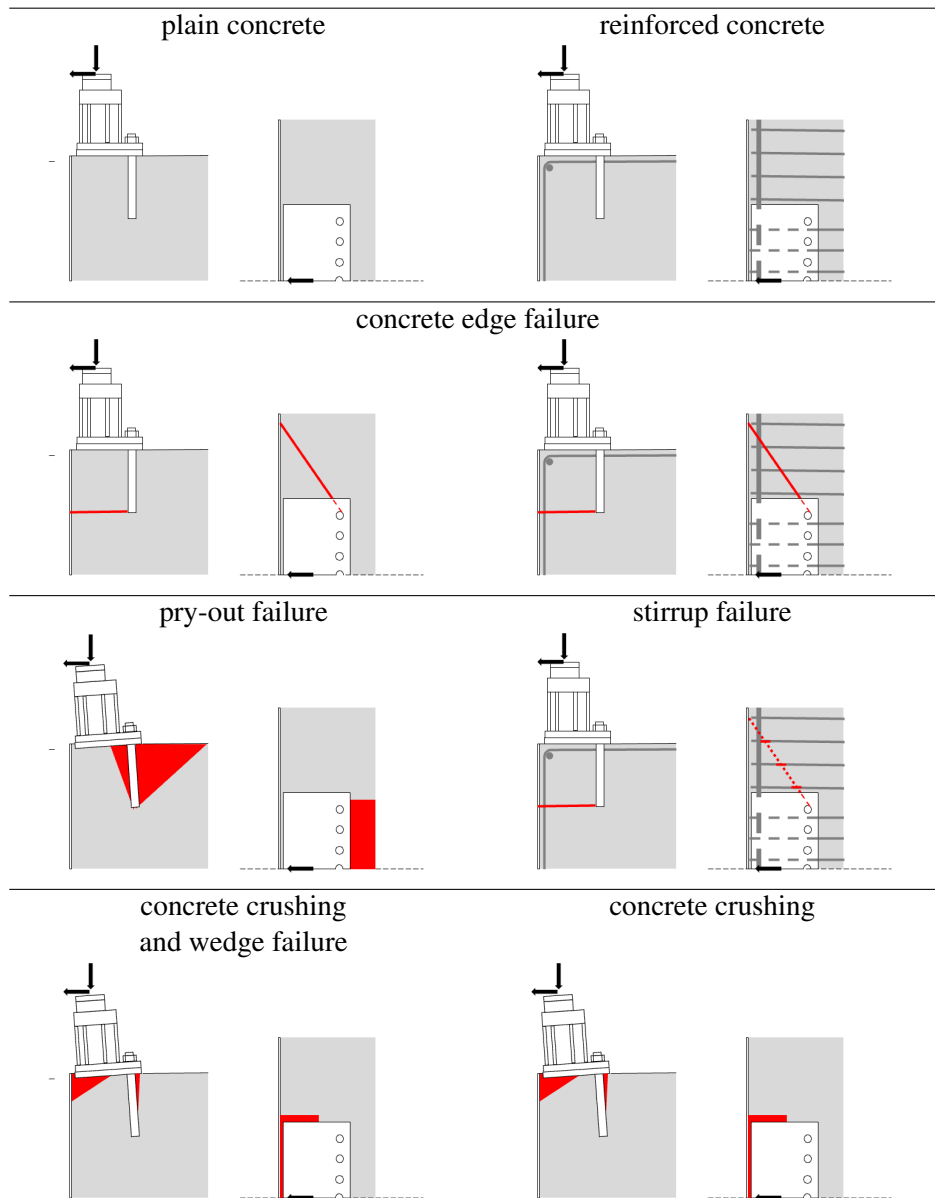 plain concrete
reinforced concrete
concrete edge failure
pry-out failure
stirrup failure
concrete crushing
and wedge failure
concrete crushing